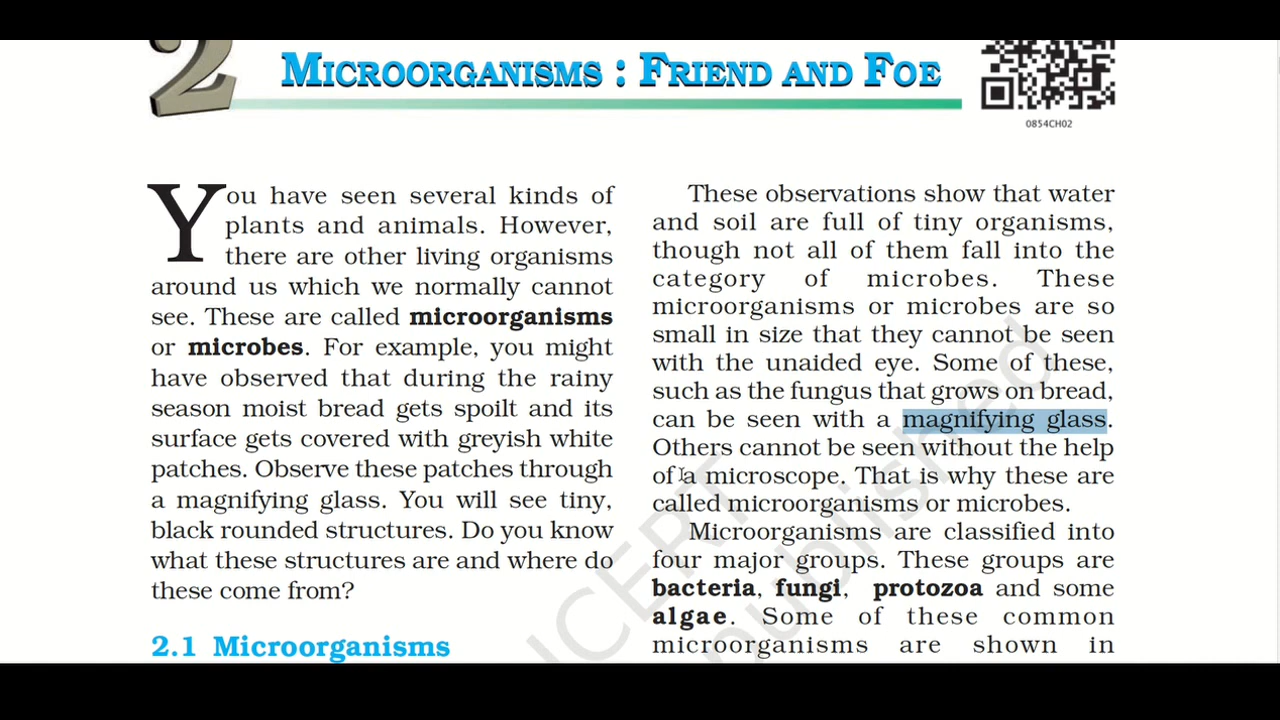 2
MICROORGANISMS : FRIEND AND FOE
0854CH02
You have seen several kinds of
plants and animals. However,
there are other living organisms
around us which we normally cannot
see. These are called microorganisms
or microbes. For example, you might
have observed that during the rainy
season moist bread gets spoilt and its
surface gets covered with greyish white
patches. Observe these patches through
a magnifying glass. You will see tiny,
black rounded structures. Do you know
what these structures are and where do
these come from?
2.1 Microorganisms
These observations show that water
and soil are full of tiny organisms,
though not all of them fall into the
category of microbes. These
microorganisms or microbes are so
small in size that they cannot be seen
with the unaided eye. Some of these,
such as the fungus that grows on bread,
can be seen with a magnifying glass.
Others cannot be seen without the help
of a microscope. That is why these are
called microorganisms or microbes.
Microorganisms are classified into
four major groups. These groups are
bacteria, fungi, protozoa and some
algae. Some of these common
microorganisms are shown in
NCERT
published